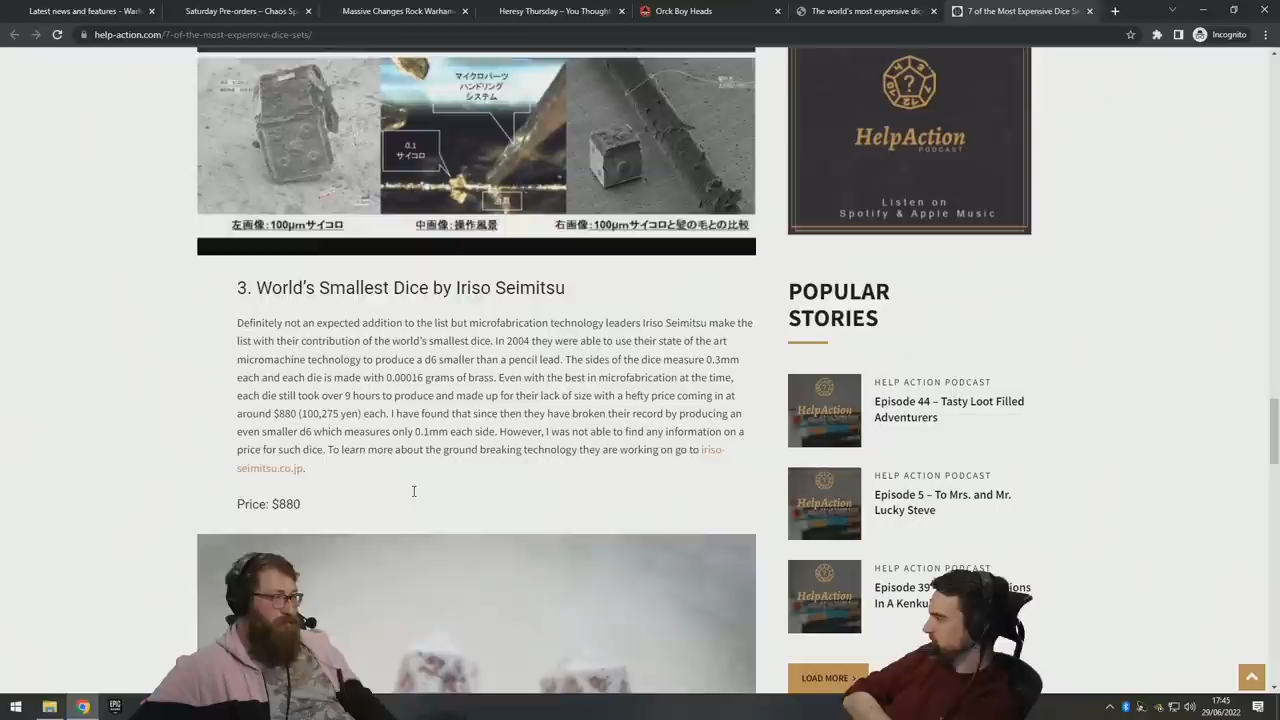 Latest news and features - War
Saturday Pre-orders - Classic
Massive Changes Rock Warham
Heresy Thursday – You Thought
Orck Boy Heads
The world's most expensive d
7 of the Most Expensive Dice S
help-action.com/7-of-the-most-expensive-dice-sets/
Incognito
マイクロパーツ
ハンドリング
システム
0.1
サイコロ
左画像：100μmサイコロ
中画像：操作風景
右画像：100μmサイコロと髪の毛との比較
3. World's Smallest Dice by Iriso Seimitsu
Definitely not an expected addition to the list but microfabrication technology leaders Iriso Seimitsu make the
list with their contribution of the world's smallest dice. In 2004 they were able to use their state of the art
micromachine technology to produce a d6 smaller than a pencil lead. The sides of the dice measure 0.3mm
each and each die is made with 0.00016 grams of brass. Even with the best in microfabrication at the time,
each die still took over 9 hours to produce and made up for their lack of size with a hefty price coming in at
around $880 (100,275 yen) each. I have found that since then they have broken their record by producing an
even smaller d6 which measures only 0.1mm each side. However, I was not able to find any information on a
price for such dice. To learn more about the ground breaking technology they are working on go to iriso-
seimitsu.co.jp.
Price: $880
?
HelpAction
PODCAST
Listen on
Spotify & Apple Music
POPULAR
STORIES
HelpAction
HELP ACTION PODCAST
Episode 44 – Tasty Loot Filled
Adventurers
HelpAction
HELP ACTION PODCAST
Episode 5 – To Mrs. and Mr.
Lucky Steve
HelpAction
HELP ACTION PODCAST
Episode 39
In A Kenku
LOAD MORE
EPIC
17:45
29/06/2022